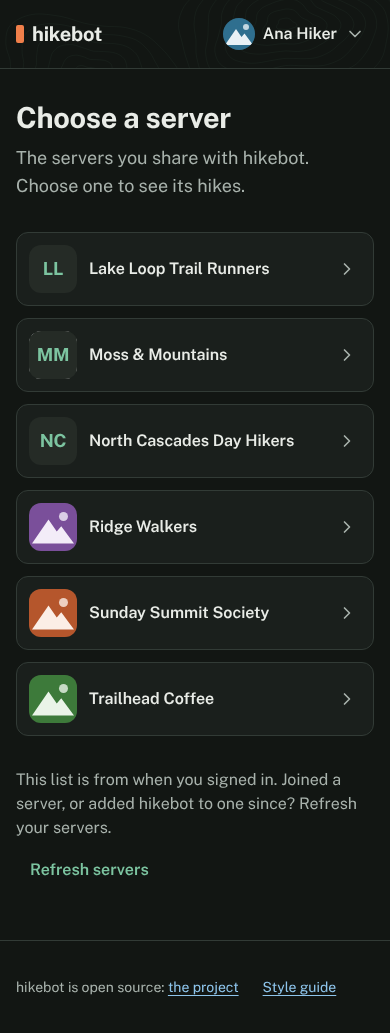 hikebot
Ana Hiker
Choose a server
The servers you share with hikebot.
Choose one to see its hikes.
LL
Lake Loop Trail Runners
MM
Moss & Mountains
NC
North Cascades Day Hikers
Ridge Walkers
Sunday Summit Society
Trailhead Coffee
This list is from when you signed in. Joined a
server, or added hikebot to one since? Refresh
your servers.
Refresh servers
hikebot is open source: the project
Style guide